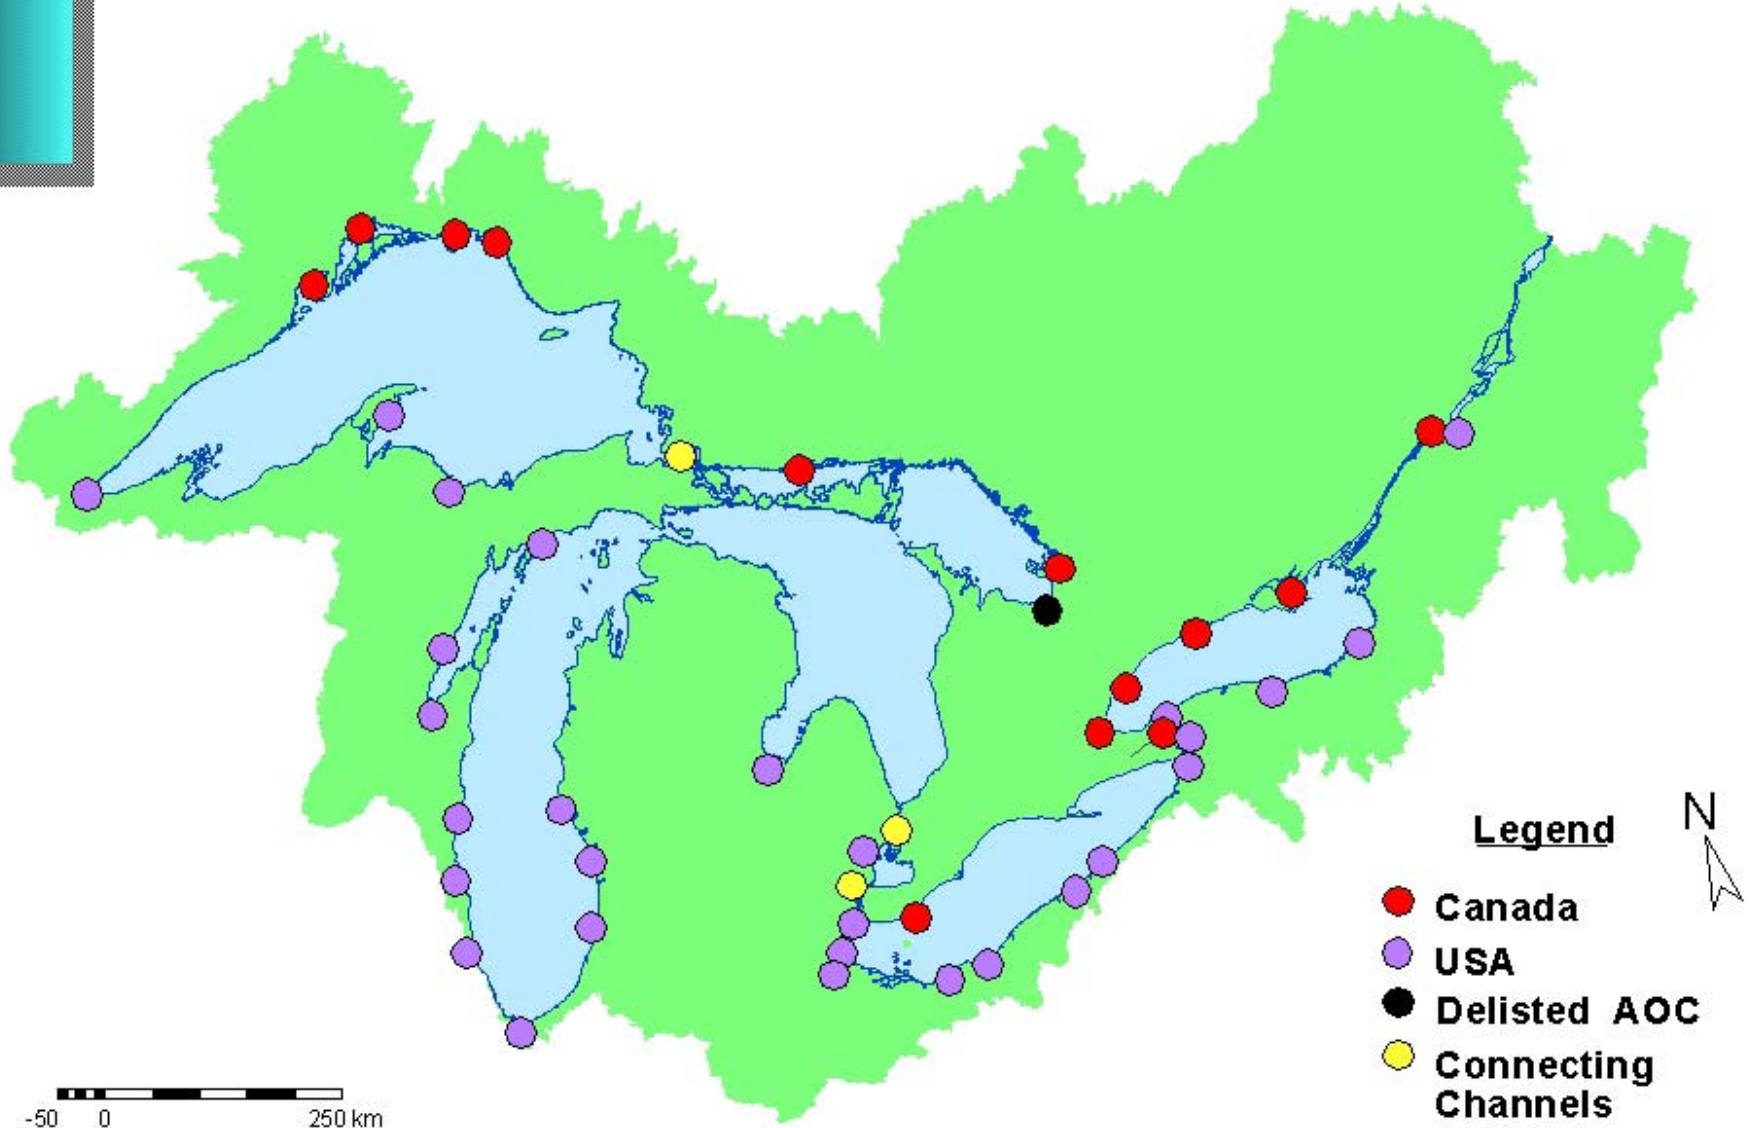 N
Legend
Canada
USA
Delisted AOC
Connecting
Channels
-50 0 250 km